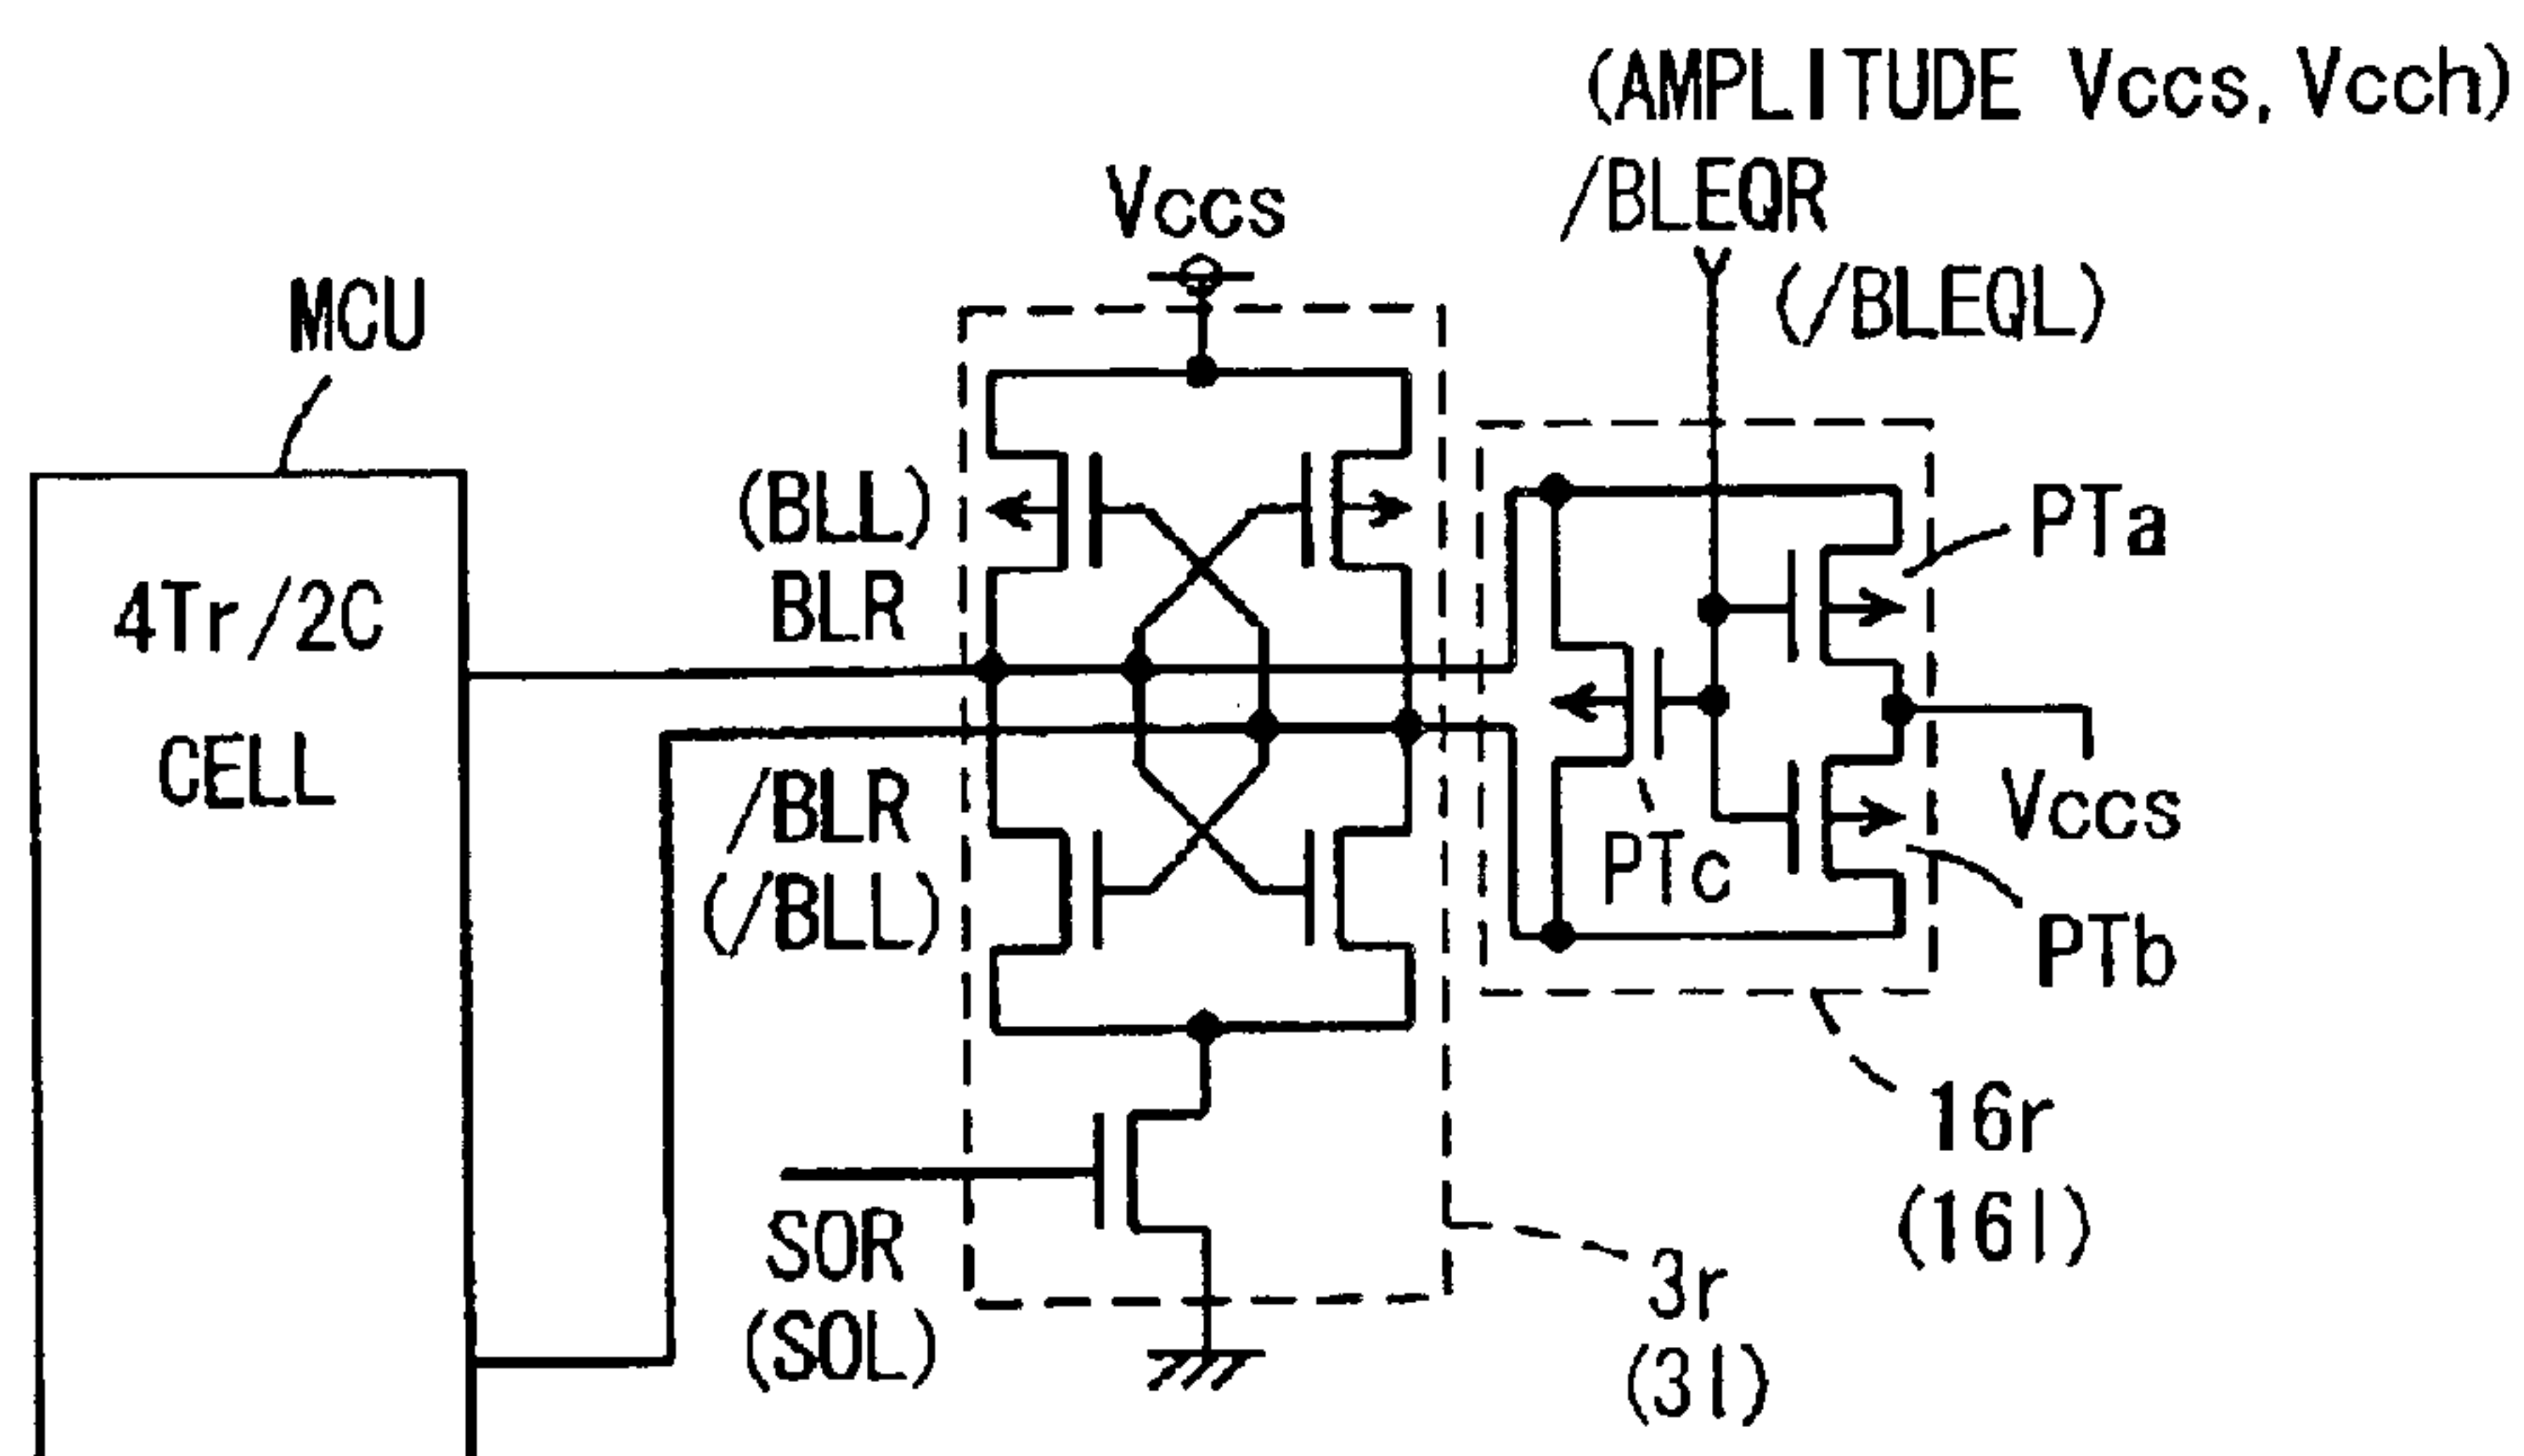 (AMPLITUDE Vccs, Vcch)
/BLEQR
(/BLEQL)
Vccs
MCU
4Tr/2C
CELL
(BLL)
BLR
/BLR
(/BLL)
PTa
PTc
Vccs
PTb
16r
(16l)
SOR
(SOL)
3r
(3l)